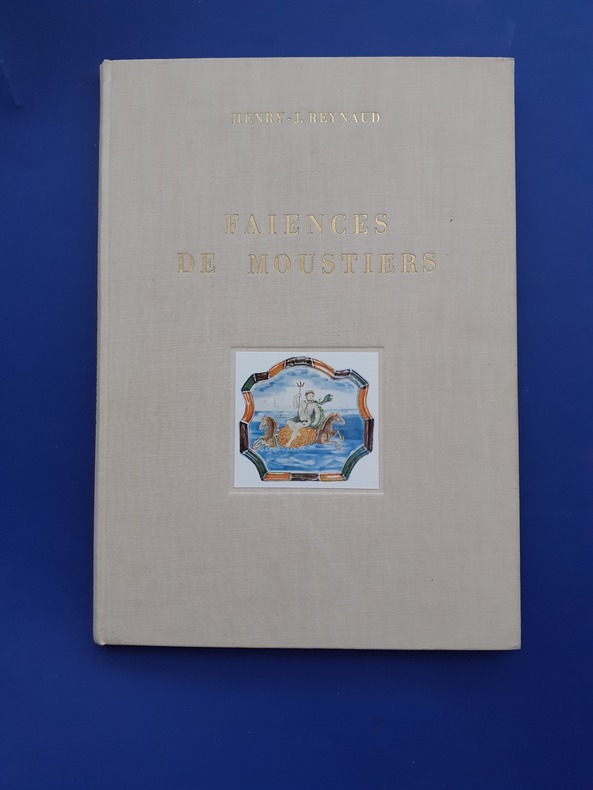 HENRY-J. REYNAUD
FAIENCES
DE MOUSTIERS